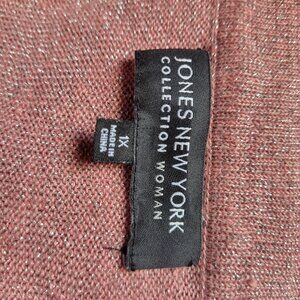 JONES NEW YORK
COLLECTION WOMAN
1X
MADE IN
CHINA